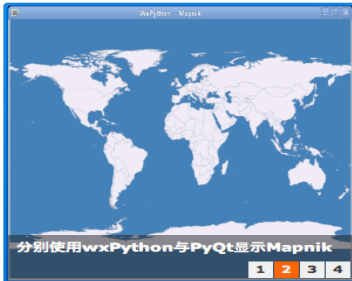 WxPython - Mapnik
分别使用wxPython与PyQt显示Mapnik
1 2 3 4